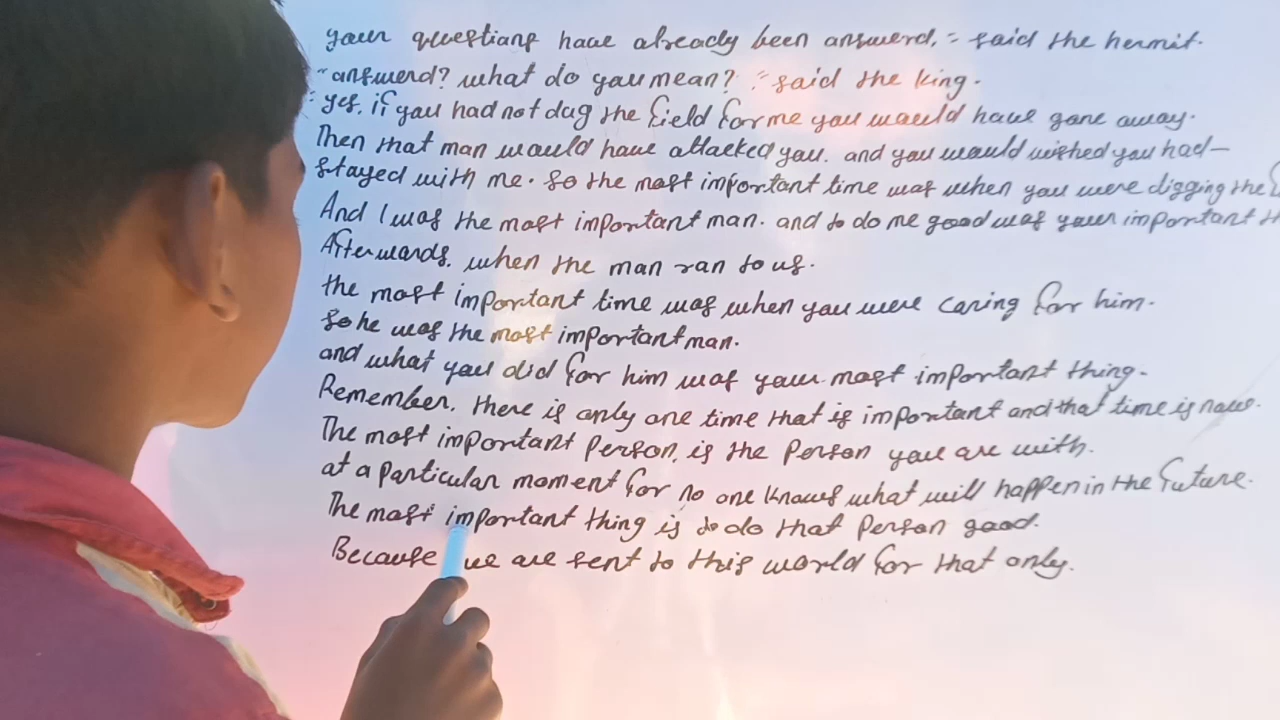 your questions have already been answerd." said the hermit.
"answerd? what do you mean?" said the king.
"yes. if you had not dug the field for me you would have gone away.
Then that man would have attacked you. and you would wished you had-
stayed with me. so the most important time was when you were digging the
And I was the most important man. and to do me good was your important
Afterwards. when the man ran to us.
the most important time was when you were caring for him.
so he was the most important man.
and what you did for him was your most important thing.
Remember. there is only one time that is important and that time is now.
The most important Person, is the Person you are with.
at a particular moment for no one knows what will happen in the future.
The most important thing is to do that Person good.
Because we are sent to this world for that only.